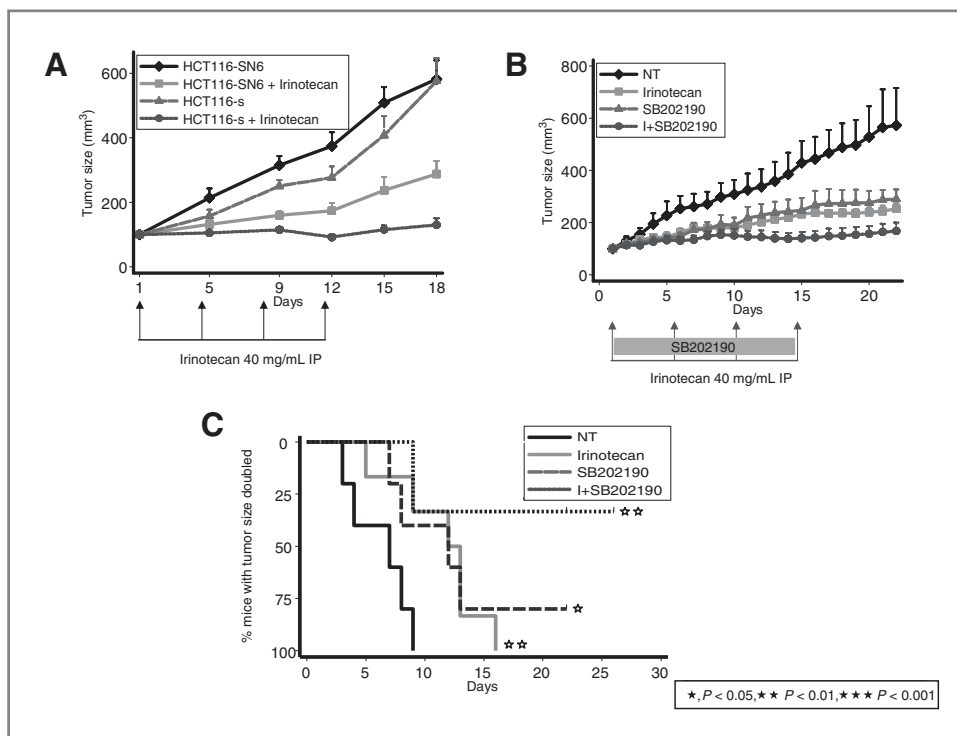 A
HCT116-SN6
HCT116-SN6 + Irinotecan
HCT116-s
HCT116-s + Irinotecan
Tumor size (mm³)
600
400
200
0
1 5 9 12 15 18
Days
Irinotecan 40 mg/mL IP
B
NT
Irinotecan
SB202190
I+SB202190
Tumor size (mm³)
800
600
400
200
0
0 5 10 15 20
Days
SB202190
Irinotecan 40 mg/mL IP
C
NT
Irinotecan
SB202190
I+SB202190
% mice with tumor size doubled
0
25
50
75
100
☆☆
☆
☆☆
0 5 10 15 20 25 30
Days
★, P < 0.05, ★★ P < 0.01, ★★★ P < 0.001